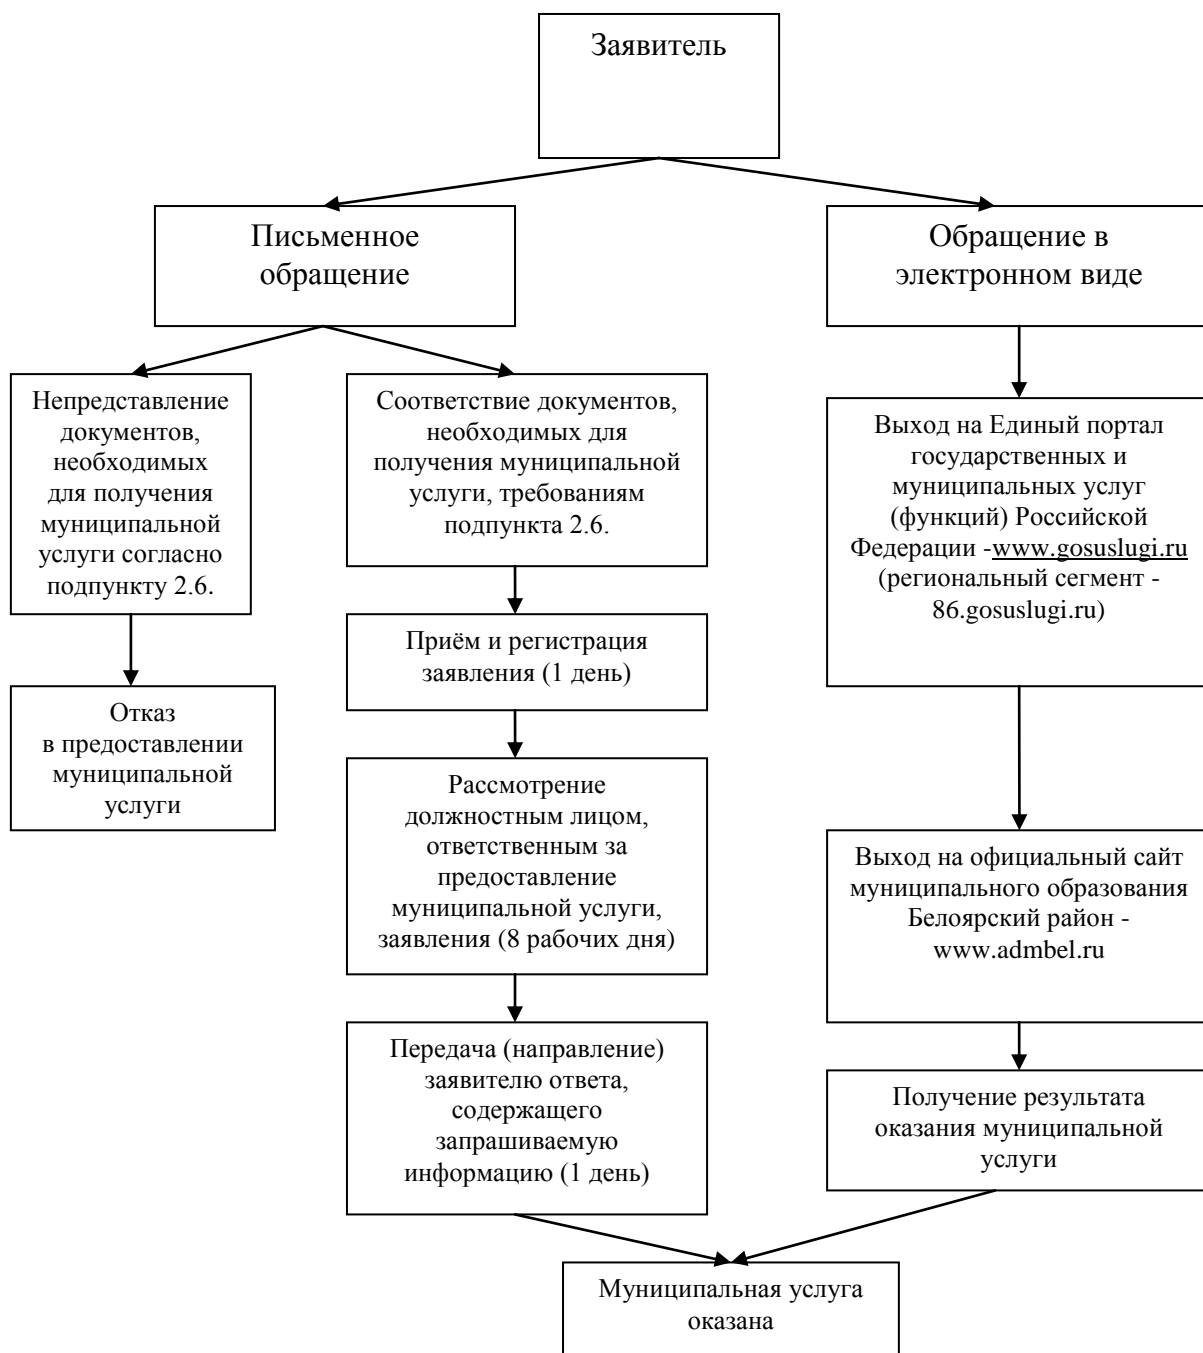 Заявитель
Письменное
обращение
Обращение в
электронном виде
Непредставление
документов,
необходимых
для получения
муниципальной
услуги согласно
подпункту 2.6.
Соответствие документов,
необходимых для
получения муниципальной
услуги, требованиям
подпункта 2.6.
Выход на Единый портал
государственных и
муниципальных услуг
(функций) Российской
Федерации -www.gosuslugi.ru
(региональный сегмент -
86.gosuslugi.ru)
Приём и регистрация
заявления (1 день)
Отказ
в предоставлении
муниципальной
услуги
Рассмотрение
должностным лицом,
ответственным за
предоставление
муниципальной услуги,
заявления (8 рабочих дня)
Выход на официальный сайт
муниципального образования
Белоярский район -
www.admbel.ru
Передача (направление)
заявителю ответа,
содержащего
запрашиваемую
информацию (1 день)
Получение результата
оказания муниципальной
услуги
Муниципальная услуга
оказана